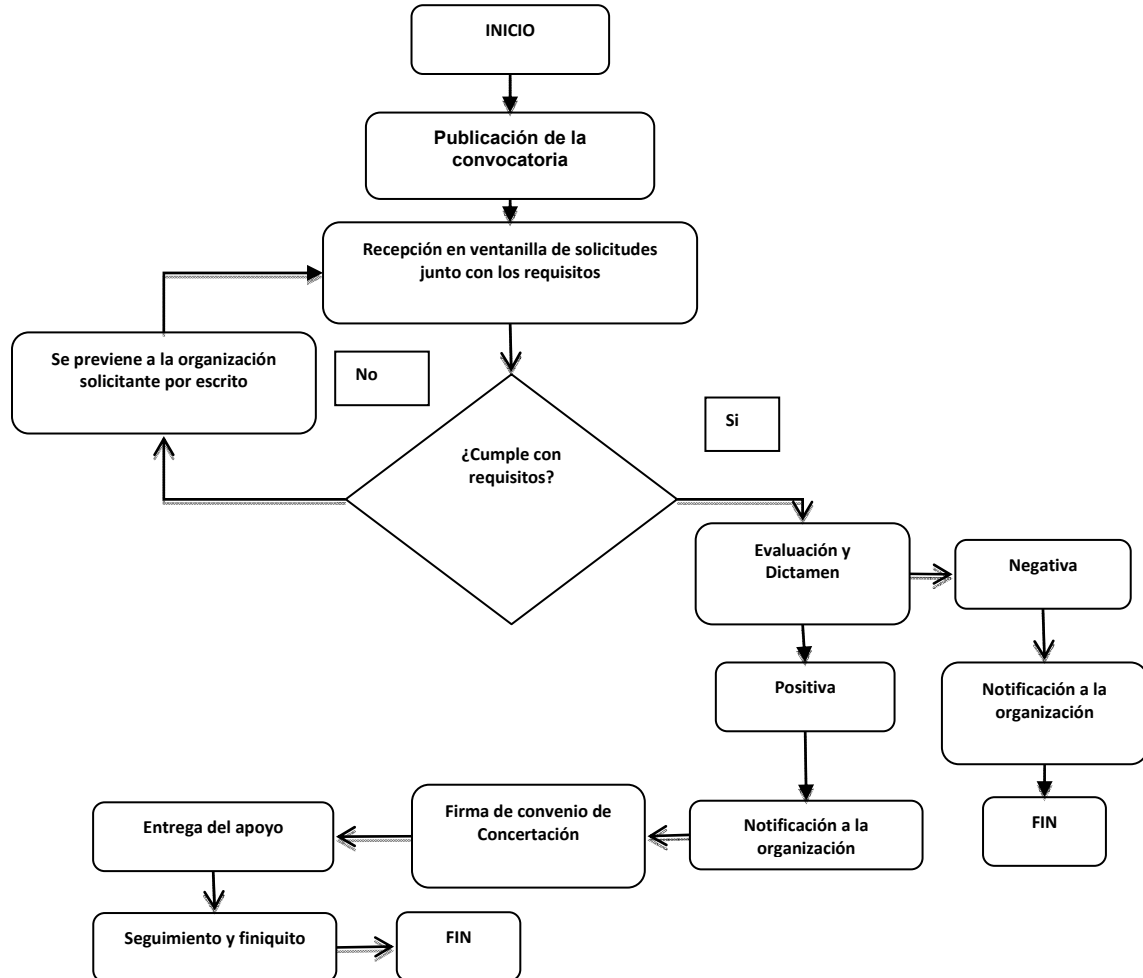 INICIO
Publicación de la
convocatoria
Recepción en ventanilla de solicitudes
junto con los requisitos
Se previene a la organización
solicitante por escrito
No
Si
¿Cumple con
requisitos?
Evaluación y
Dictamen
Negativa
Positiva
Notificación a la
organización
Entrega del apoyo
Firma de convenio de
Concertación
Notificación a la
organización
FIN
Seguimiento y finiquito
FIN